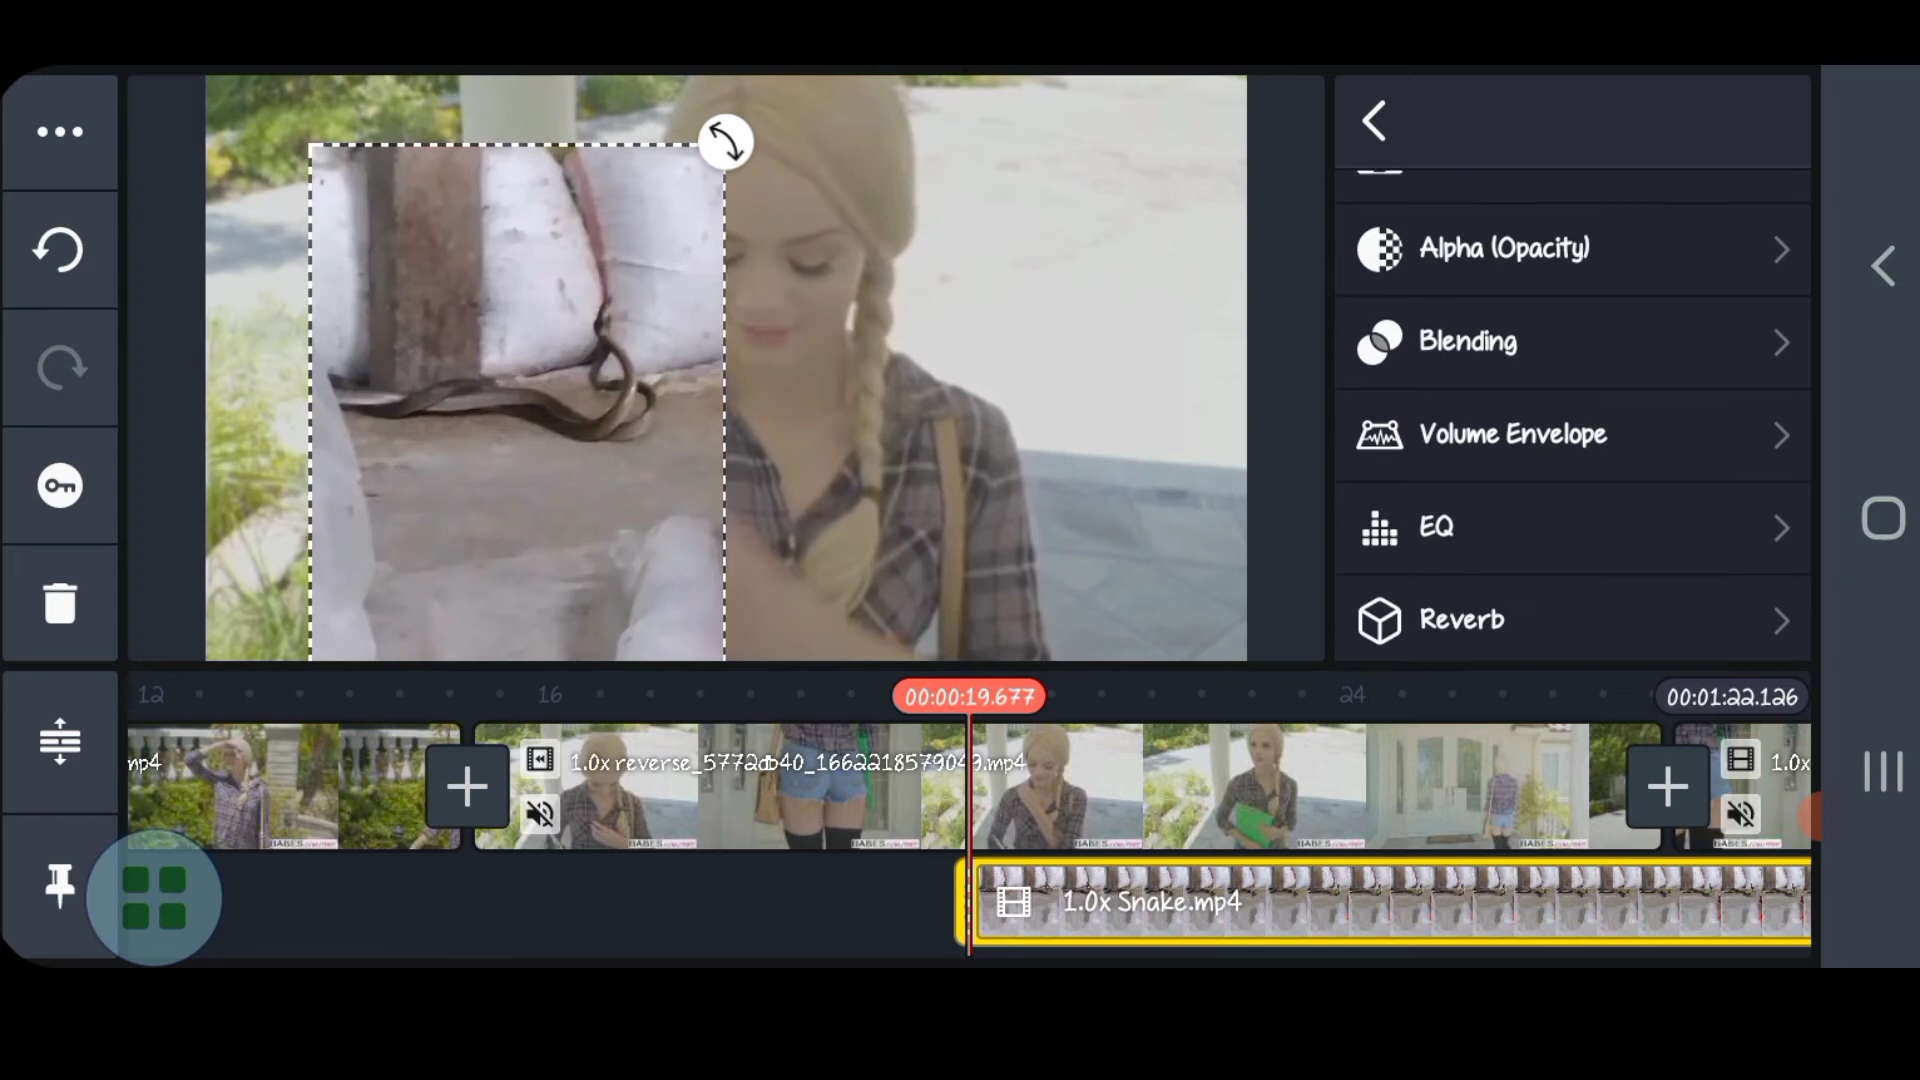 Alpha (Opacity)
Blending
Volume Envelope
EQ
Reverb
12
16
00:00:19.677
24
00:01:22.126
mp4
1.0x reverse_5772db40_1662218579049.mp4
1.0x
1.0x Snake.mp4